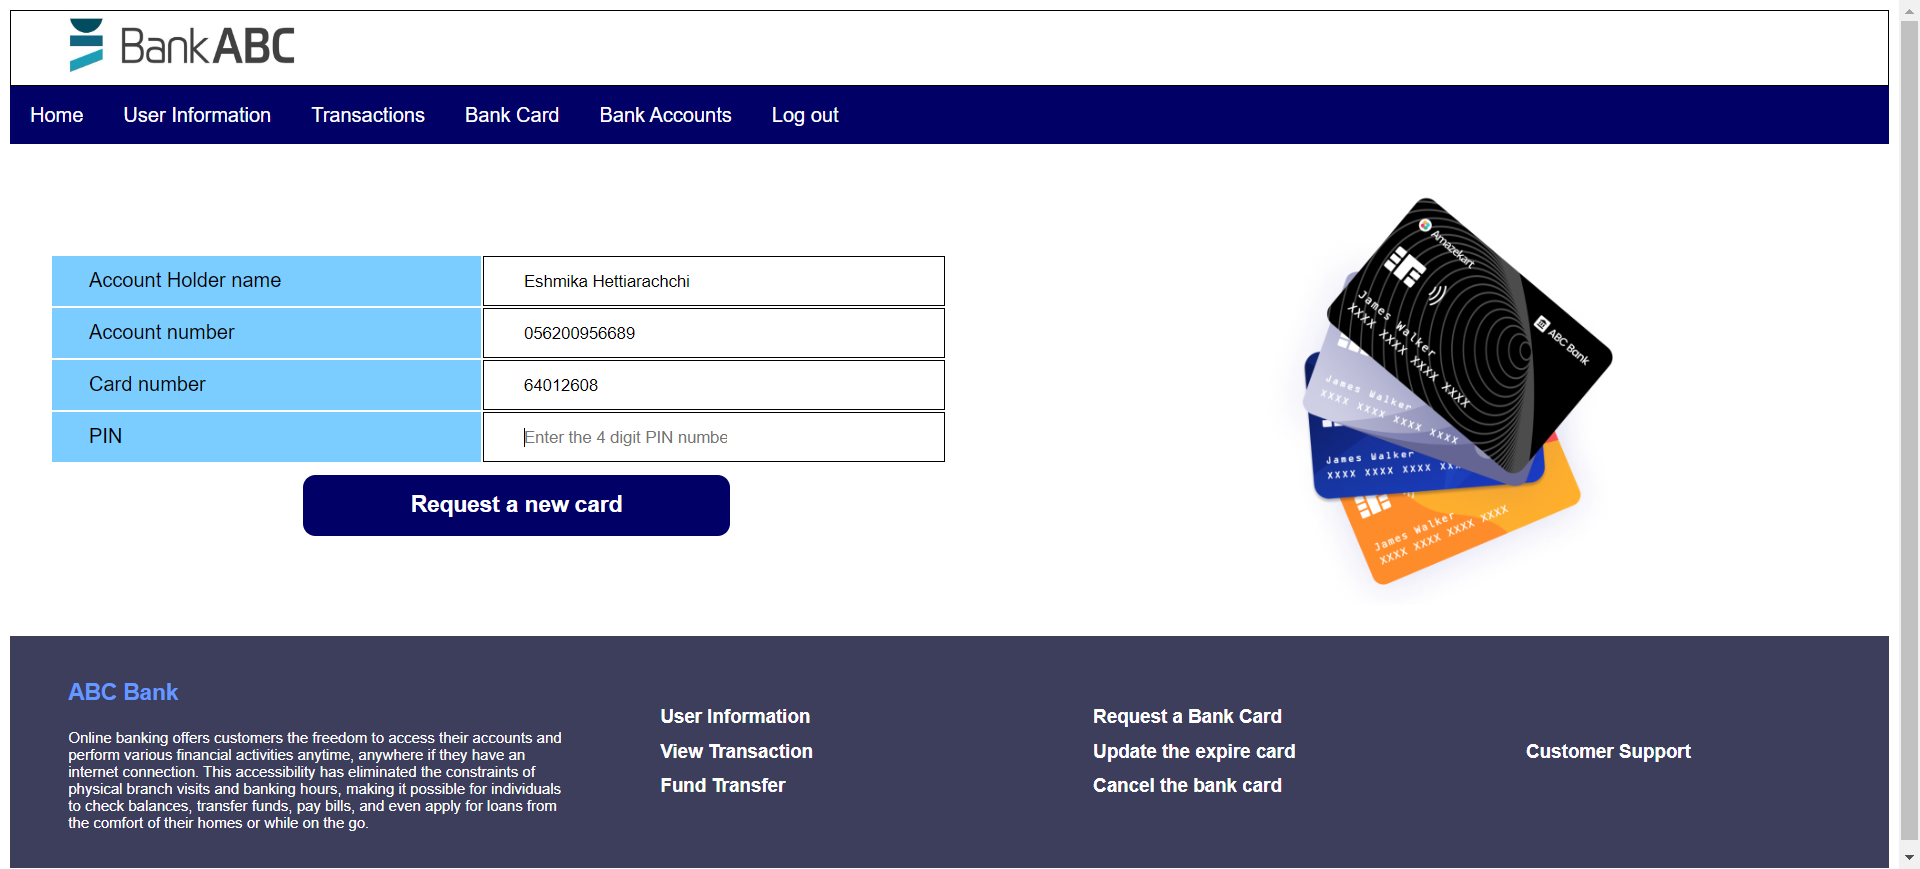 BankABC
Home User Information Transactions Bank Card Bank Accounts Log out
Account Holder name Eshmika Hettiarachchi
Account number 056200956689
Card number 64012608
PIN Enter the 4 digit PIN numbe
Request a new card
Amazekart
ABC Bank
James Walker
XXXX XXXX XXXX XXXX
James Walker
XXXX XXXX XXXX XXXX
James Walker
XXXX XXXX XXXX XX
James Walker
XXXX XXXX XXXX XXXX
ABC Bank
Online banking offers customers the freedom to access their accounts and
perform various financial activities anytime, anywhere if they have an
internet connection. This accessibility has eliminated the constraints of
physical branch visits and banking hours, making it possible for individuals
to check balances, transfer funds, pay bills, and even apply for loans from
the comfort of their homes or while on the go.
User Information
View Transaction
Fund Transfer
Request a Bank Card
Update the expire card
Cancel the bank card
Customer Support